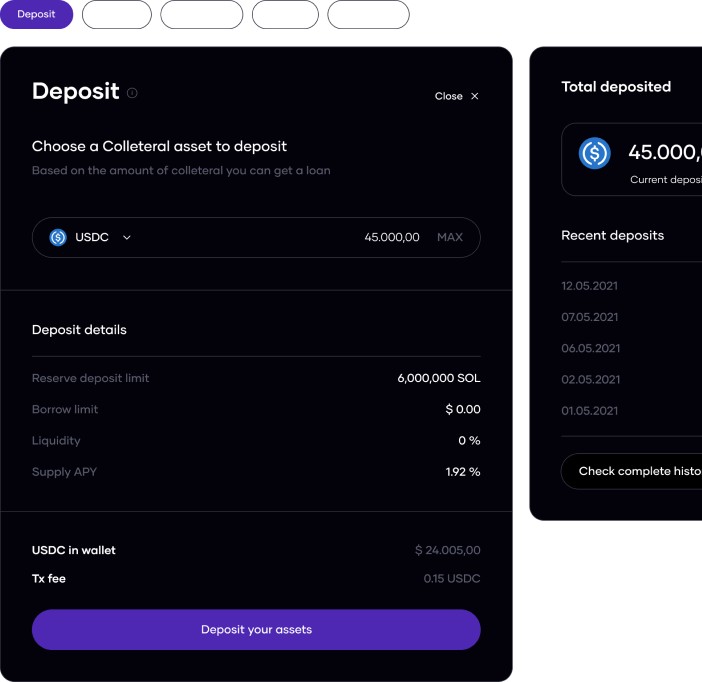 Deposit
Deposit
Close ×
Choose a Colleteral asset to deposit
Based on the amount of colleteral you can get a loan
USDC
45.000,00 MAX
Deposit details
Reserve deposit limit 6,000,000 SOL
Borrow limit $ 0.00
Liquidity 0 %
Supply APY 1.92 %
USDC in wallet $ 24.005,00
Tx fee 0.15 USDC
Deposit your assets
Total deposited
45.000,
Current deposi
Recent deposits
12.05.2021
07.05.2021
06.05.2021
02.05.2021
01.05.2021
Check complete histo